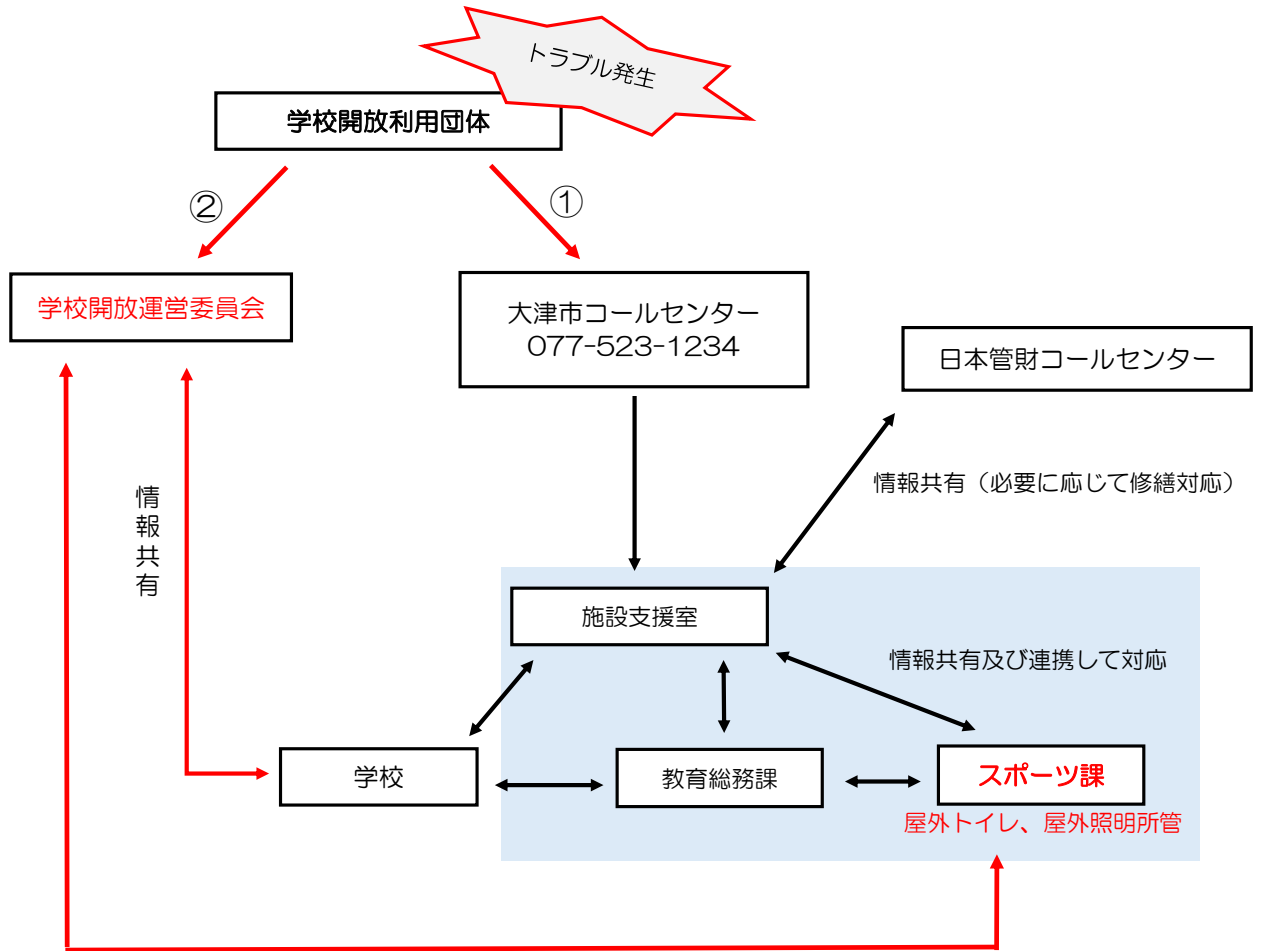 トラブル発生
学校開放利用団体
②
①
学校開放運営委員会
大津市コールセンター
077-523-1234
日本管財コールセンター
情報共有（必要に応じて修繕対応）
情報共有
施設支援室
情報共有及び連携して対応
学校
教育総務課
スポーツ課
屋外トイレ、屋外照明所管